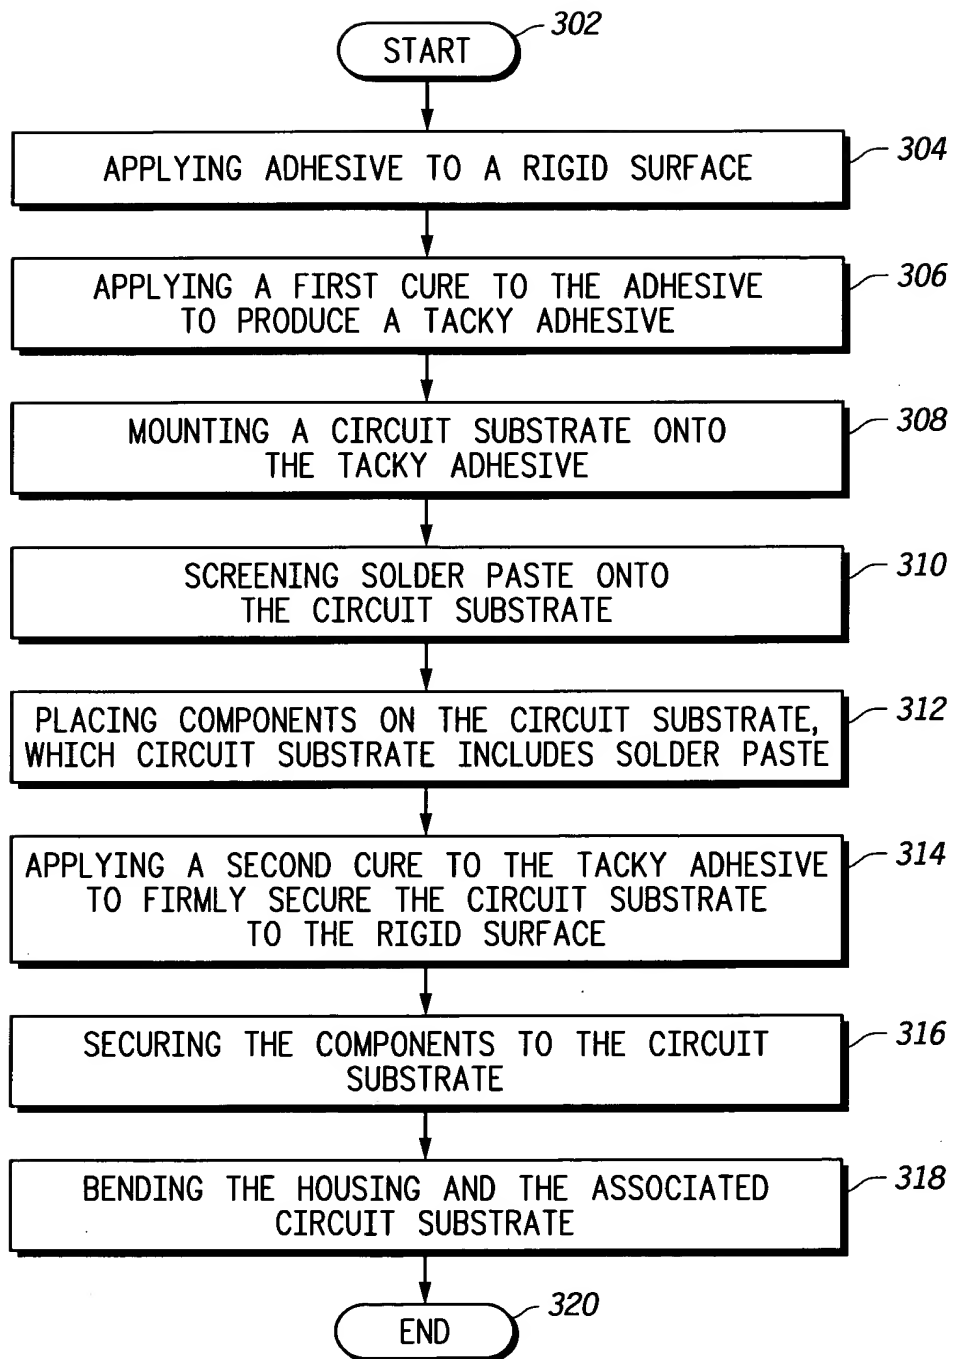 START
302
APPLYING ADHESIVE TO A RIGID SURFACE
304
APPLYING A FIRST CURE TO THE ADHESIVE
TO PRODUCE A TACKY ADHESIVE
306
MOUNTING A CIRCUIT SUBSTRATE ONTO
THE TACKY ADHESIVE
308
SCREENING SOLDER PASTE ONTO
THE CIRCUIT SUBSTRATE
310
PLACING COMPONENTS ON THE CIRCUIT SUBSTRATE,
WHICH CIRCUIT SUBSTRATE INCLUDES SOLDER PASTE
312
APPLYING A SECOND CURE TO THE TACKY ADHESIVE
TO FIRMLY SECURE THE CIRCUIT SUBSTRATE
TO THE RIGID SURFACE
314
SECURING THE COMPONENTS TO THE CIRCUIT
SUBSTRATE
316
BENDING THE HOUSING AND THE ASSOCIATED
CIRCUIT SUBSTRATE
318
END
320